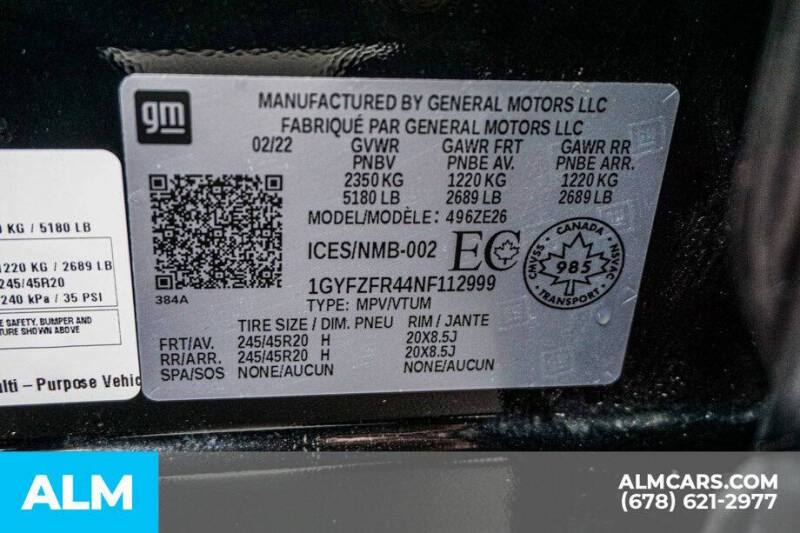 gm
MANUFACTURED BY GENERAL MOTORS LLC
FABRIQUÉ PAR GENERAL MOTORS LLC
02/22 GVWR GAWR FRT GAWR RR
PNBV PNBE AV. PNBE ARR.
2350 KG 1220 KG 1220 KG
5180 LB 2689 LB 2689 LB
MODEL/MODÈLE: 496ZE26
ICES/NMB-002 EC
CANADA
CMVSS 985 NSVAC
TRANSPORT
384A
1GYFZFR44NF112999
TYPE: MPV/VTUM
TIRE SIZE / DIM. PNEU RIM / JANTE
FRT/AV. 245/45R20 H 20X8.5J
RR/ARR. 245/45R20 H 20X8.5J
SPA/SOS NONE/AUCUN NONE/AUCUN
KG / 5180 LB
1220 KG / 2689 LB
245/45R20
240 kPa / 35 PSI
SAFETY, BUMPER AND
SHOWN ABOVE
lti – Purpose Vehic
ALM
ALMCARS.COM
(678) 621-2977